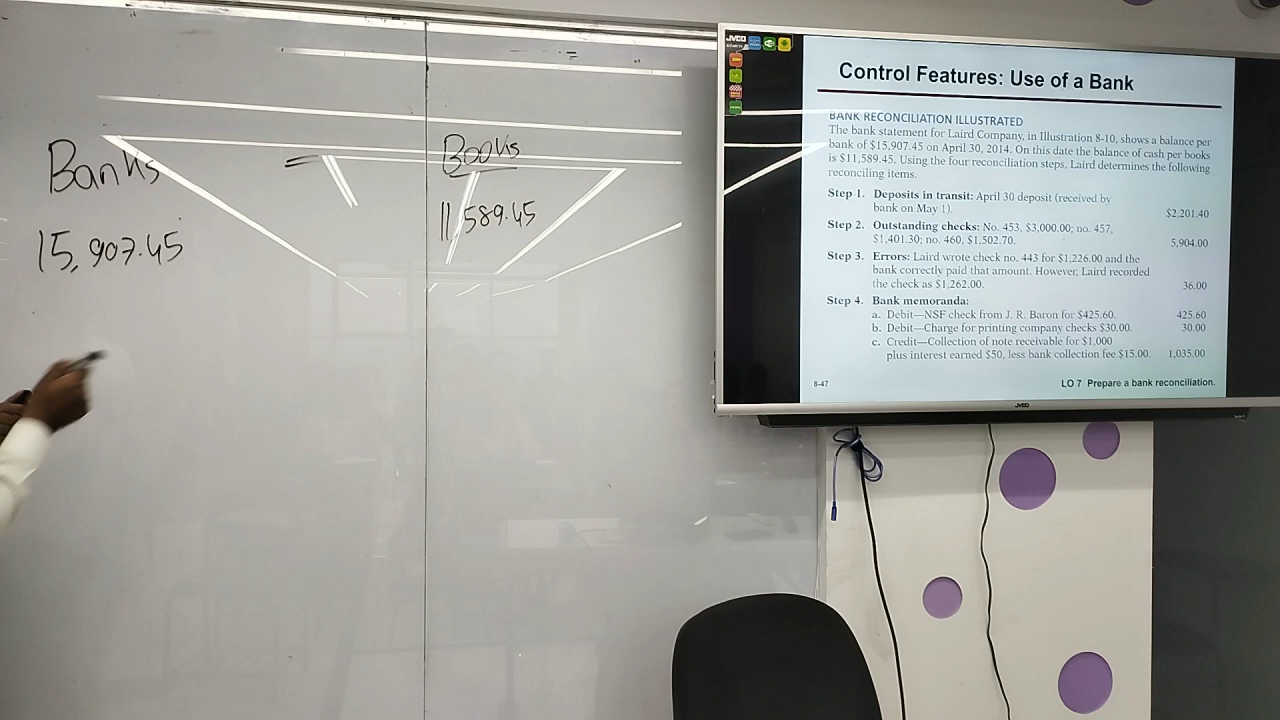 Banks
=
Books
15,907.45
11,589.45
JVCO
Control Features: Use of a Bank
BANK RECONCILIATION ILLUSTRATED
The bank statement for Laird Company, in Illustration 8-10, shows a balance per
bank of $15,907.45 on April 30, 2014. On this date the balance of cash per books
is $11,589.45. Using the four reconciliation steps, Laird determines the following
reconciling items.
Step 1. Deposits in transit: April 30 deposit (received by
bank on May 1). $2,201.40
Step 2. Outstanding checks: No. 453, $3,000.00; no. 457,
$1,401.30; no. 460, $1,502.70. 5,904.00
Step 3. Errors: Laird wrote check no. 443 for $1,226.00 and the
bank correctly paid that amount. However, Laird recorded
the check as $1,262.00. 36.00
Step 4. Bank memoranda:
a. Debit—NSF check from J. R. Baron for $425.60. 425.60
b. Debit—Charge for printing company checks $30.00. 30.00
c. Credit—Collection of note receivable for $1,000
plus interest earned $50, less bank collection fee $15.00. 1,035.00
8-47
LO 7 Prepare a bank reconciliation.
JVCO